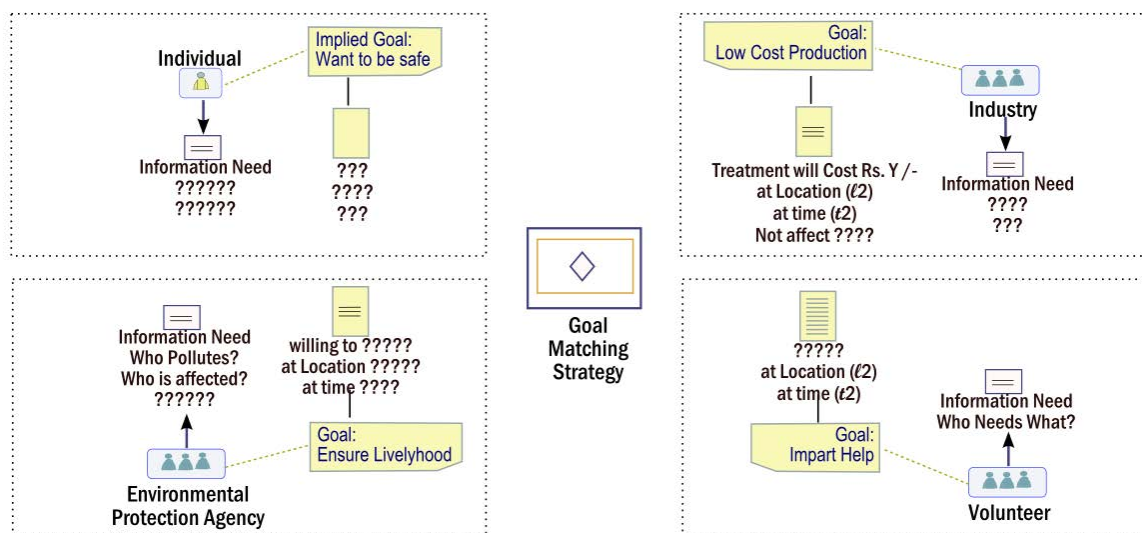 Individual
Implied Goal:
Want to be safe
Information Need
??????
??????
???
????
???
Goal:
Low Cost Production
Industry
Treatment will Cost Rs. Y /-
at Location (ℓ2)
at time (t2)
Not affect ????
Information Need
????
???
Goal
Matching
Strategy
Information Need
Who Pollutes?
Who is affected?
??????
willing to ?????
at Location ?????
at time ????
Goal:
Ensure Livelyhood
Environmental
Protection Agency
?????
at Location (ℓ2)
at time (t2)
Information Need
Who Needs What?
Goal:
Impart Help
Volunteer